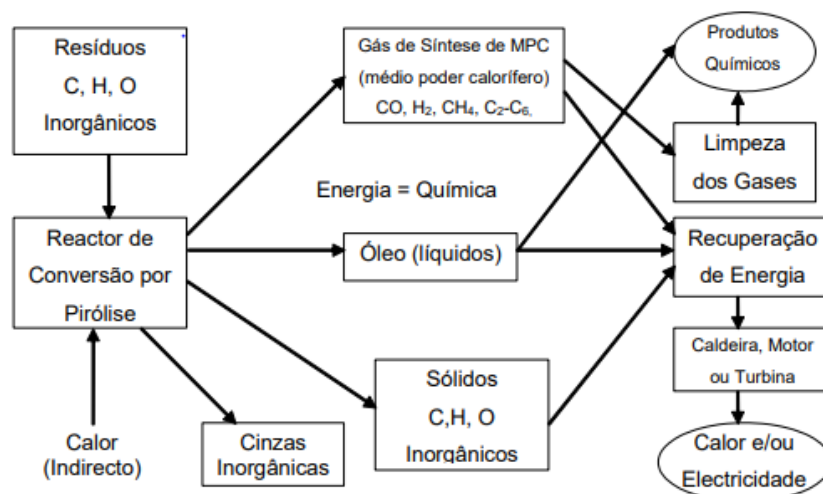 Resíduos
C, H, O
Inorgânicos
Gás de Síntese de MPC
(médio poder calorífero)
CO, H₂, CH₄, C₂-C₆,
Produtos
Químicos
Limpeza
dos Gases
Energia = Química
Reactor de
Conversão por
Pirólise
Óleo (líquidos)
Recuperação
de Energia
Caldeira, Motor
ou Turbina
Sólidos
C,H, O
Inorgânicos
Calor
(Indirecto)
Cinzas
Inorgânicas
Calor e/ou
Electricidade